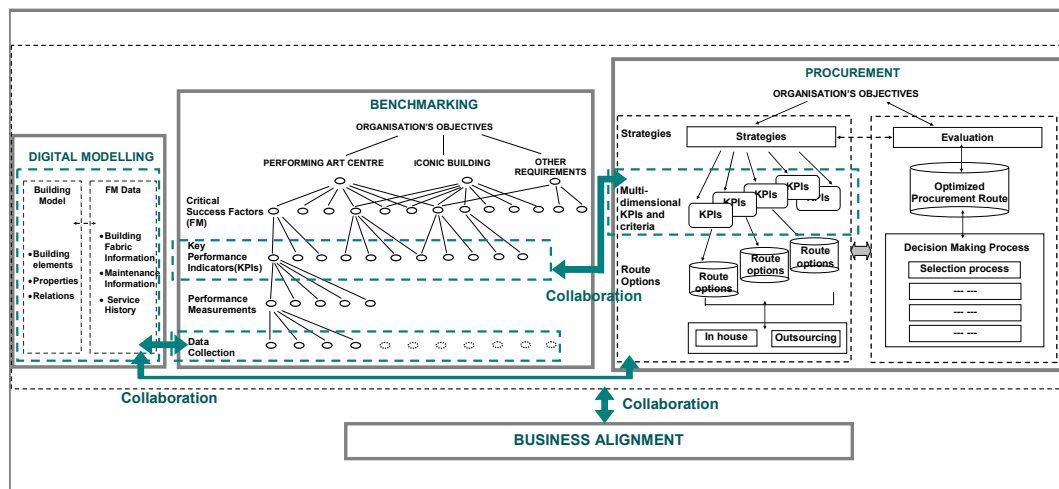 DIGITAL MODELLING
Building
Model
FM Data
•Building
elements
•Properties
•Relations
•Building
Fabric
Information
•Maintenance
Information
• Service
History
BENCHMARKING
ORGANISATION'S OBJECTIVES
PERFORMING ART CENTRE
ICONIC BUILDING
OTHER
REQUIREMENTS
Critical
Success Factors
(FM)
Key
Performance
Indicators(KPIs)
Performance
Measurements
Data
Collection
PROCUREMENT
ORGANISATION'S OBJECTIVES
Strategies
Strategies
Evaluation
Multi-
dimensional
KPIs and
criteria
KPIs
KPIs
KPIs
KPIs
KPIs
Optimized
Procurement Route
Route
Options
Route
options
Route
options
Route
options
In house
Outsourcing
Decision Making Process
Selection process
--- ---
--- ---
--- ---
Collaboration
Collaboration
Collaboration
BUSINESS ALIGNMENT